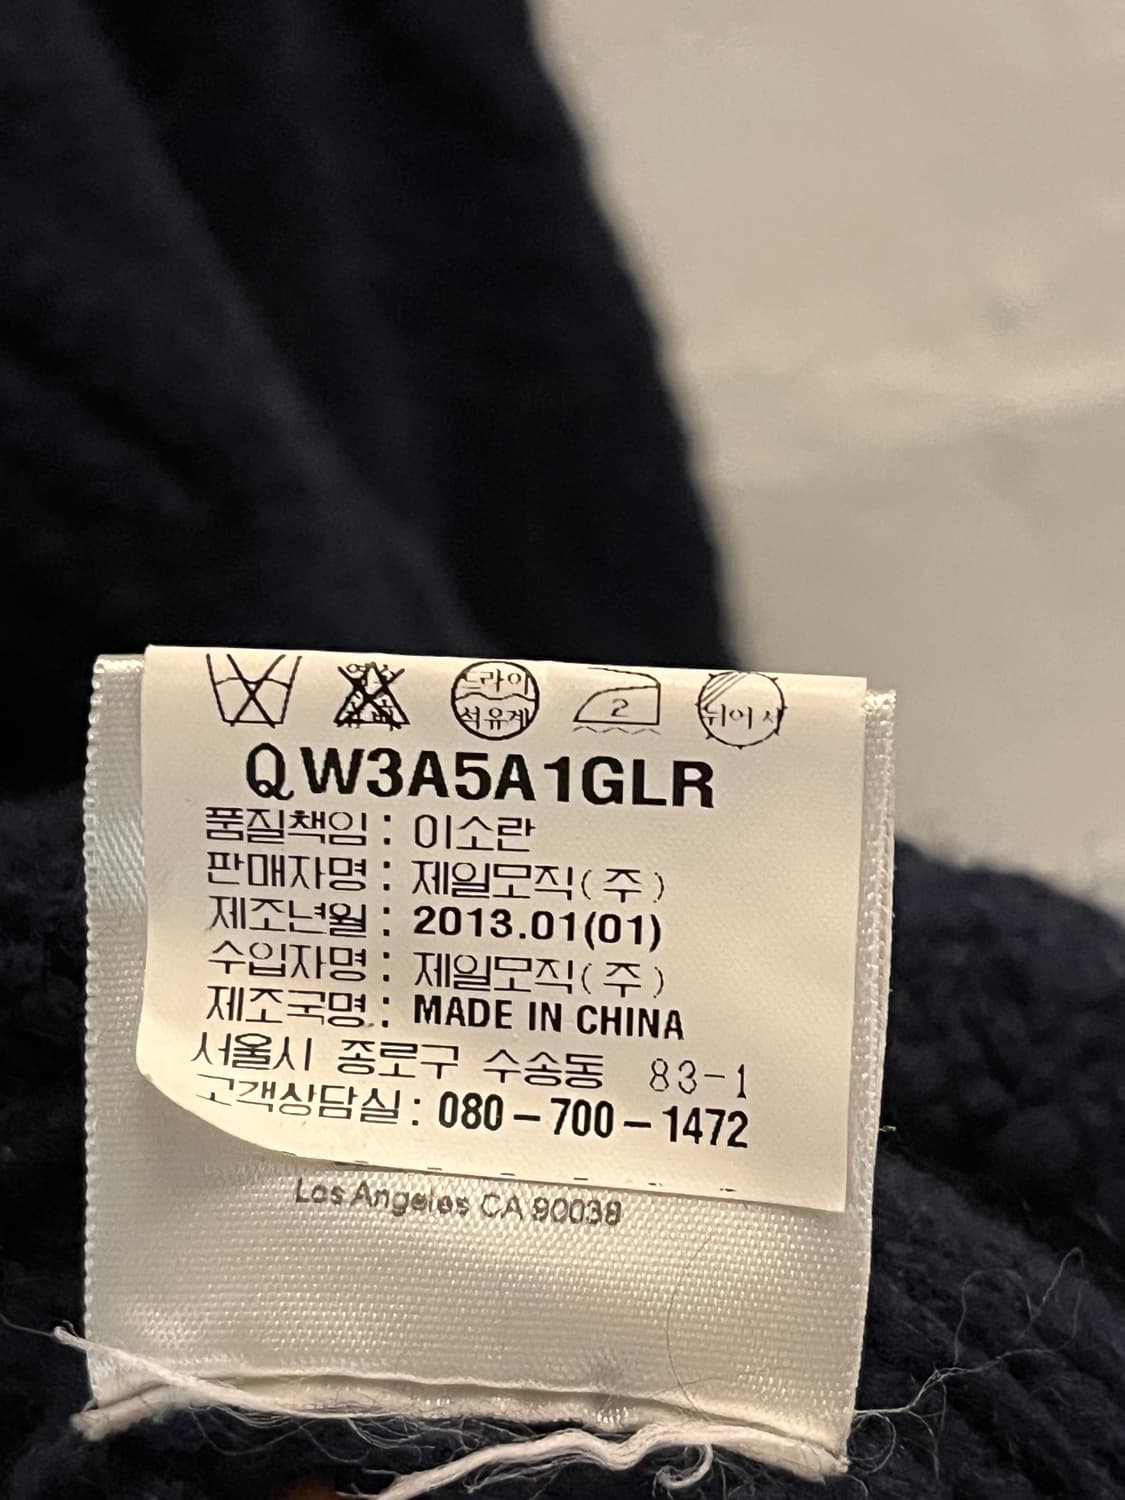 드라이
석유계
2
뉘어서
QW3A5A1GLR
품질책임 : 이소란
판매자명 : 제일모직(주)
제조년월 : 2013.01(01)
수입자명 : 제일모직(주)
제조국명 : MADE IN CHINA
서울시 종로구 수송동 83-1
고객상담실 : 080-700-1472
Los Angeles CA 90038